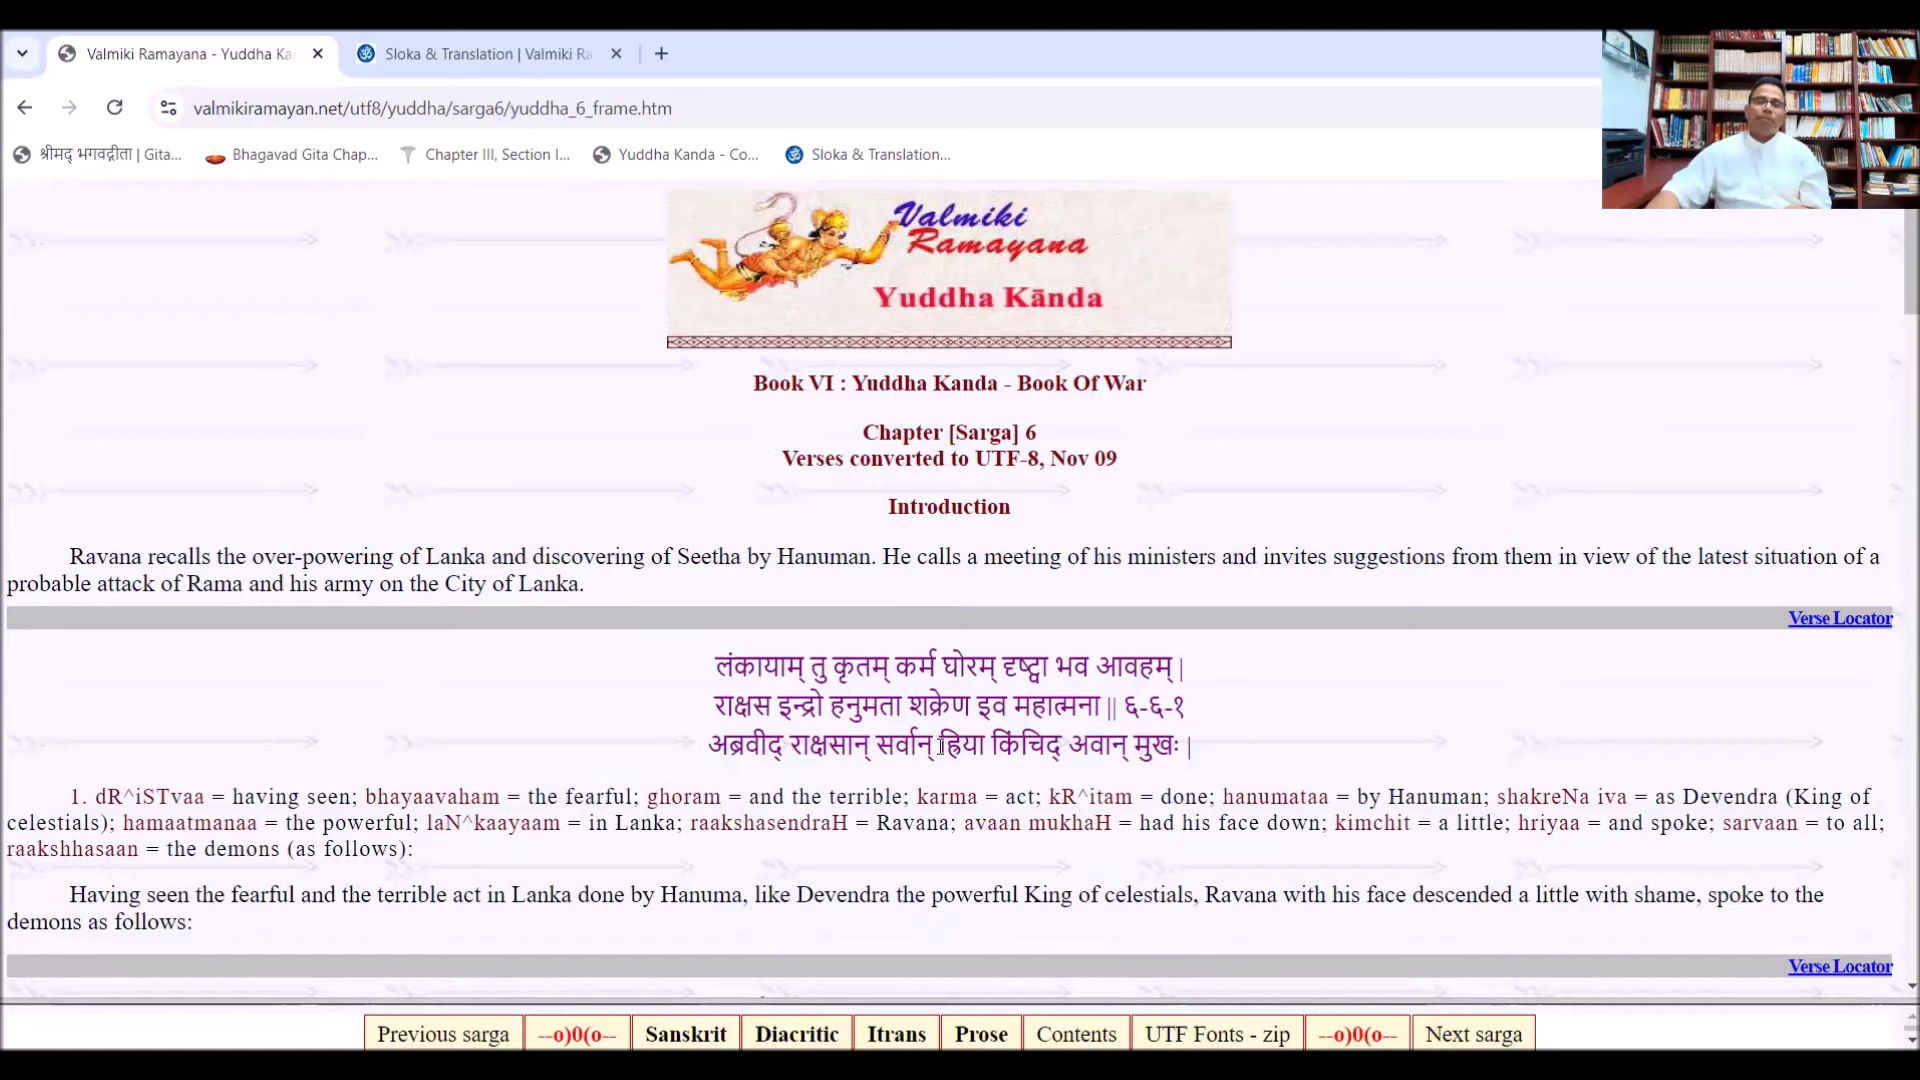 Valmiki Ramayana - Yuddha Ka
Sloka & Translation | Valmiki Ra
valmikiramayan.net/utf8/yuddha/sarga6/yuddha_6_frame.htm
श्रीमद् भगवद्गीता | Gita...
Bhagavad Gita Chap...
Chapter III, Section I...
Yuddha Kanda - Co...
Sloka & Translation...
Valmiki
Ramayana
Yuddha Kānda
Book VI : Yuddha Kanda - Book Of War
Chapter [Sarga] 6
Verses converted to UTF-8, Nov 09
Introduction
Ravana recalls the over-powering of Lanka and discovering of Seetha by Hanuman. He calls a meeting of his ministers and invites suggestions from them in view of the latest situation of a
probable attack of Rama and his army on the City of Lanka.
Verse Locator
लंकायाम् तु कृतम् कर्म घोरम् दृष्ट्वा भव आवहम् |
राक्षस इन्द्रो हनुमता शक्रेण इव महात्मना || ६-६-१
अब्रवीद् राक्षसान् सर्वान् ह्रिया किंचिद् अवान् मुखः |
1. dR^iSTvaa = having seen; bhayaavaham = the fearful; ghoram = and the terrible; karma = act; kR^itam = done; hanumataa = by Hanuman; shakreNa iva = as Devendra (King of
celestials); hamaatmanaa = the powerful; laN^kaayaam = in Lanka; raakshasendraH = Ravana; avaan mukhaH = had his face down; kimchit = a little; hriyaa = and spoke; sarvaan = to all;
raakshhasaan = the demons (as follows):
Having seen the fearful and the terrible act in Lanka done by Hanuma, like Devendra the powerful King of celestials, Ravana with his face descended a little with shame, spoke to the
demons as follows:
Verse Locator
Previous sarga --o)0(o-- Sanskrit Diacritic Itrans Prose Contents UTF Fonts - zip --o)0(o-- Next sarga